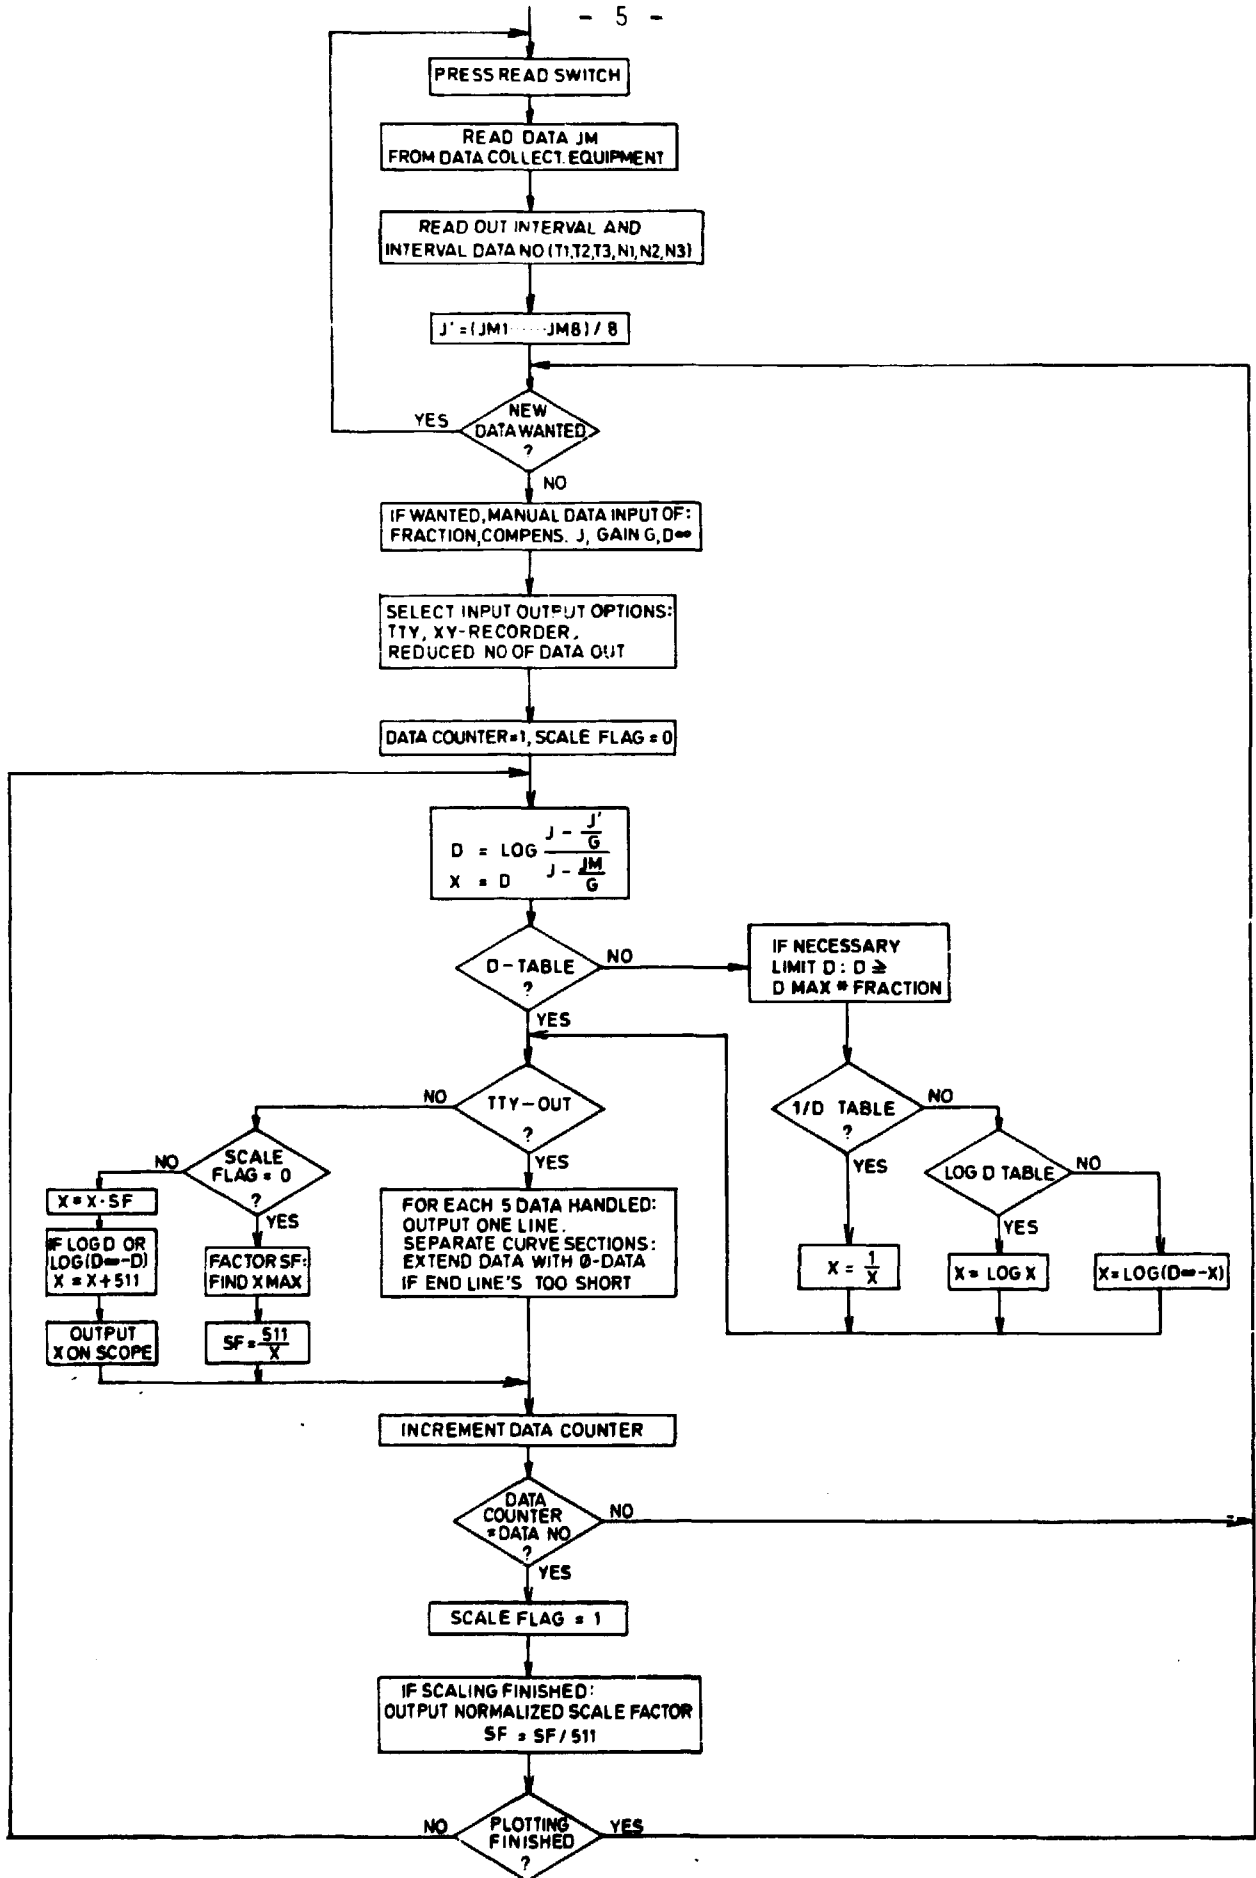 - 5 -
PRESS READ SWITCH
READ DATA JM
FROM DATA COLLECT. EQUIPMENT
READ OUT INTERVAL AND
INTERVAL DATA NO (T1,T2,T3,N1,N2,N3)
J' = (JM1 ····· JM8) / 8
NEW
DATA WANTED
?
YES
NO
IF WANTED, MANUAL DATA INPUT OF:
FRACTION, COMPENS. J, GAIN G, D∞
SELECT INPUT OUTPUT OPTIONS:
TTY, XY-RECORDER,
REDUCED NO OF DATA OUT
DATA COUNTER=1, SCALE FLAG = 0
D = LOG (J - J'/G) / (J - JM/G)
X = D
D-TABLE
?
NO
YES
IF NECESSARY
LIMIT D: D ≥
D MAX * FRACTION
TTY-OUT
?
NO
YES
1/D TABLE
?
NO
YES
LOG D TABLE
NO
YES
SCALE
FLAG = 0
?
NO
YES
X = X · SF
IF LOG D OR
LOG(D∞-D)
X = X+511
OUTPUT
X ON SCOPE
FACTOR SF:
FIND X MAX
SF = 511/X
FOR EACH 5 DATA HANDLED:
OUTPUT ONE LINE.
SEPARATE CURVE SECTIONS:
EXTEND DATA WITH Ø-DATA
IF END LINE'S TOO SHORT
X = 1/X
X = LOG X
X = LOG(D∞-X)
INCREMENT DATA COUNTER
DATA
COUNTER
= DATA NO
?
NO
YES
SCALE FLAG = 1
IF SCALING FINISHED:
OUTPUT NORMALIZED SCALE FACTOR
SF = SF / 511
PLOTTING
FINISHED
?
NO
YES